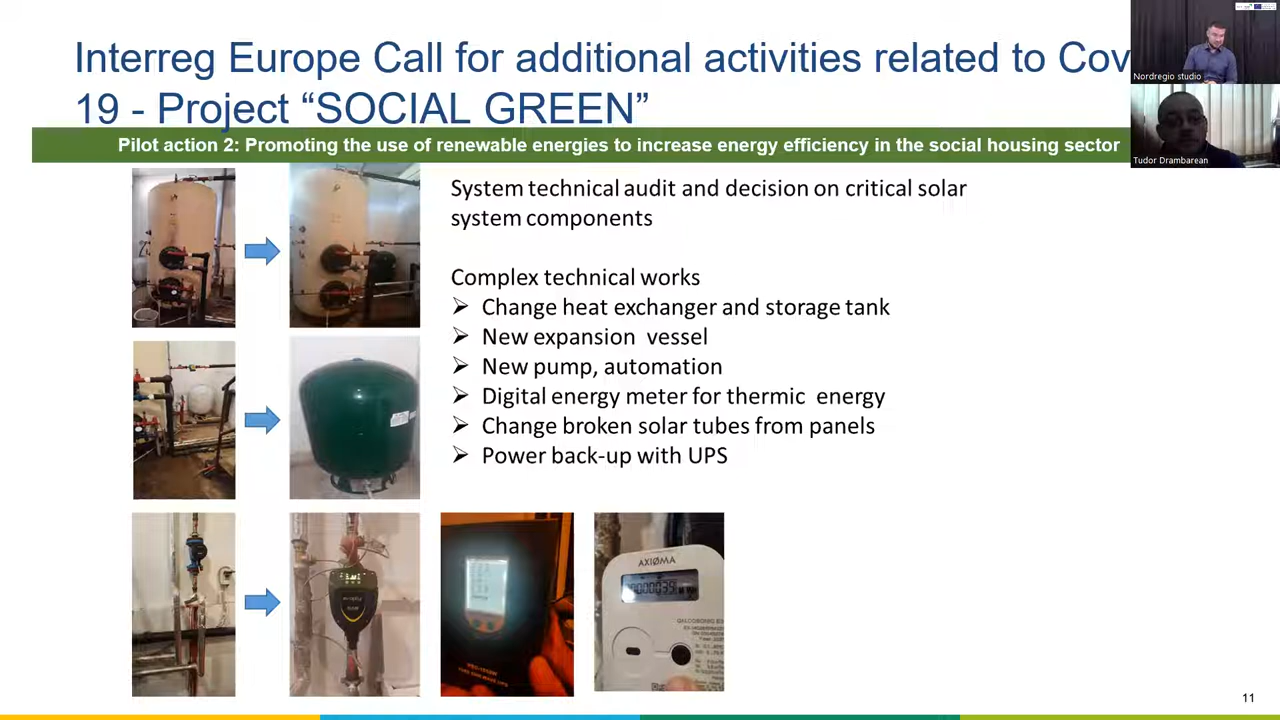 Interreg Europe Call for additional activities related to Cov
19 - Project “SOCIAL GREEN”
Pilot action 2: Promoting the use of renewable energies to increase energy efficiency in the social housing sector
Nordregio studio
Tudor Drambarean
System technical audit and decision on critical solar
system components
Complex technical works
➢ Change heat exchanger and storage tank
➢ New expansion vessel
➢ New pump, automation
➢ Digital energy meter for thermic energy
➢ Change broken solar tubes from panels
➢ Power back-up with UPS
AXIOMA
11